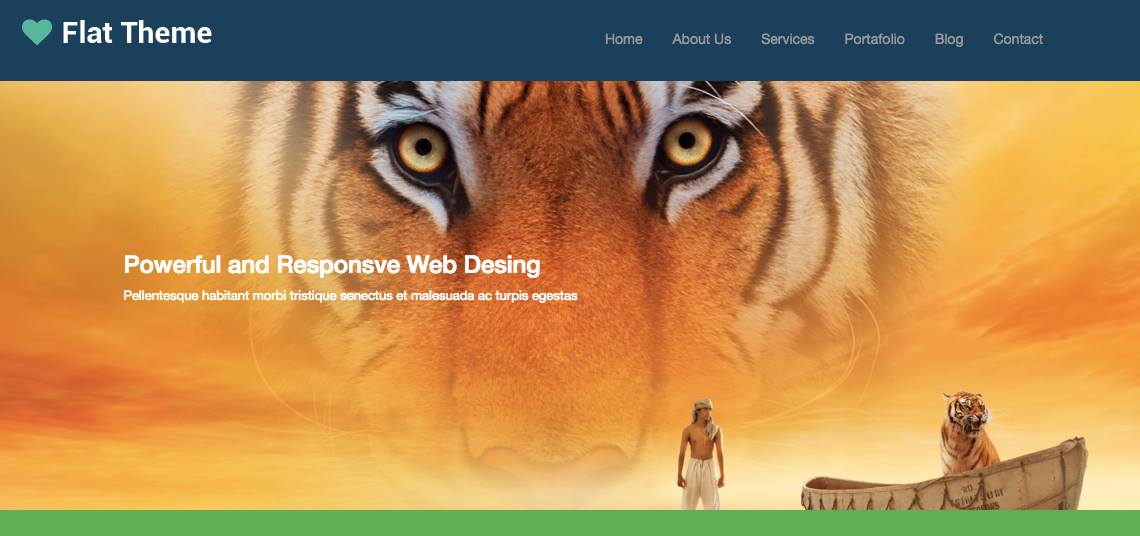 Flat Theme
Home About Us Services Portafolio Blog Contact
Powerful and Responsve Web Desing
Pellentesque habitant morbi tristique senectus et malesuada ac turpis egestas